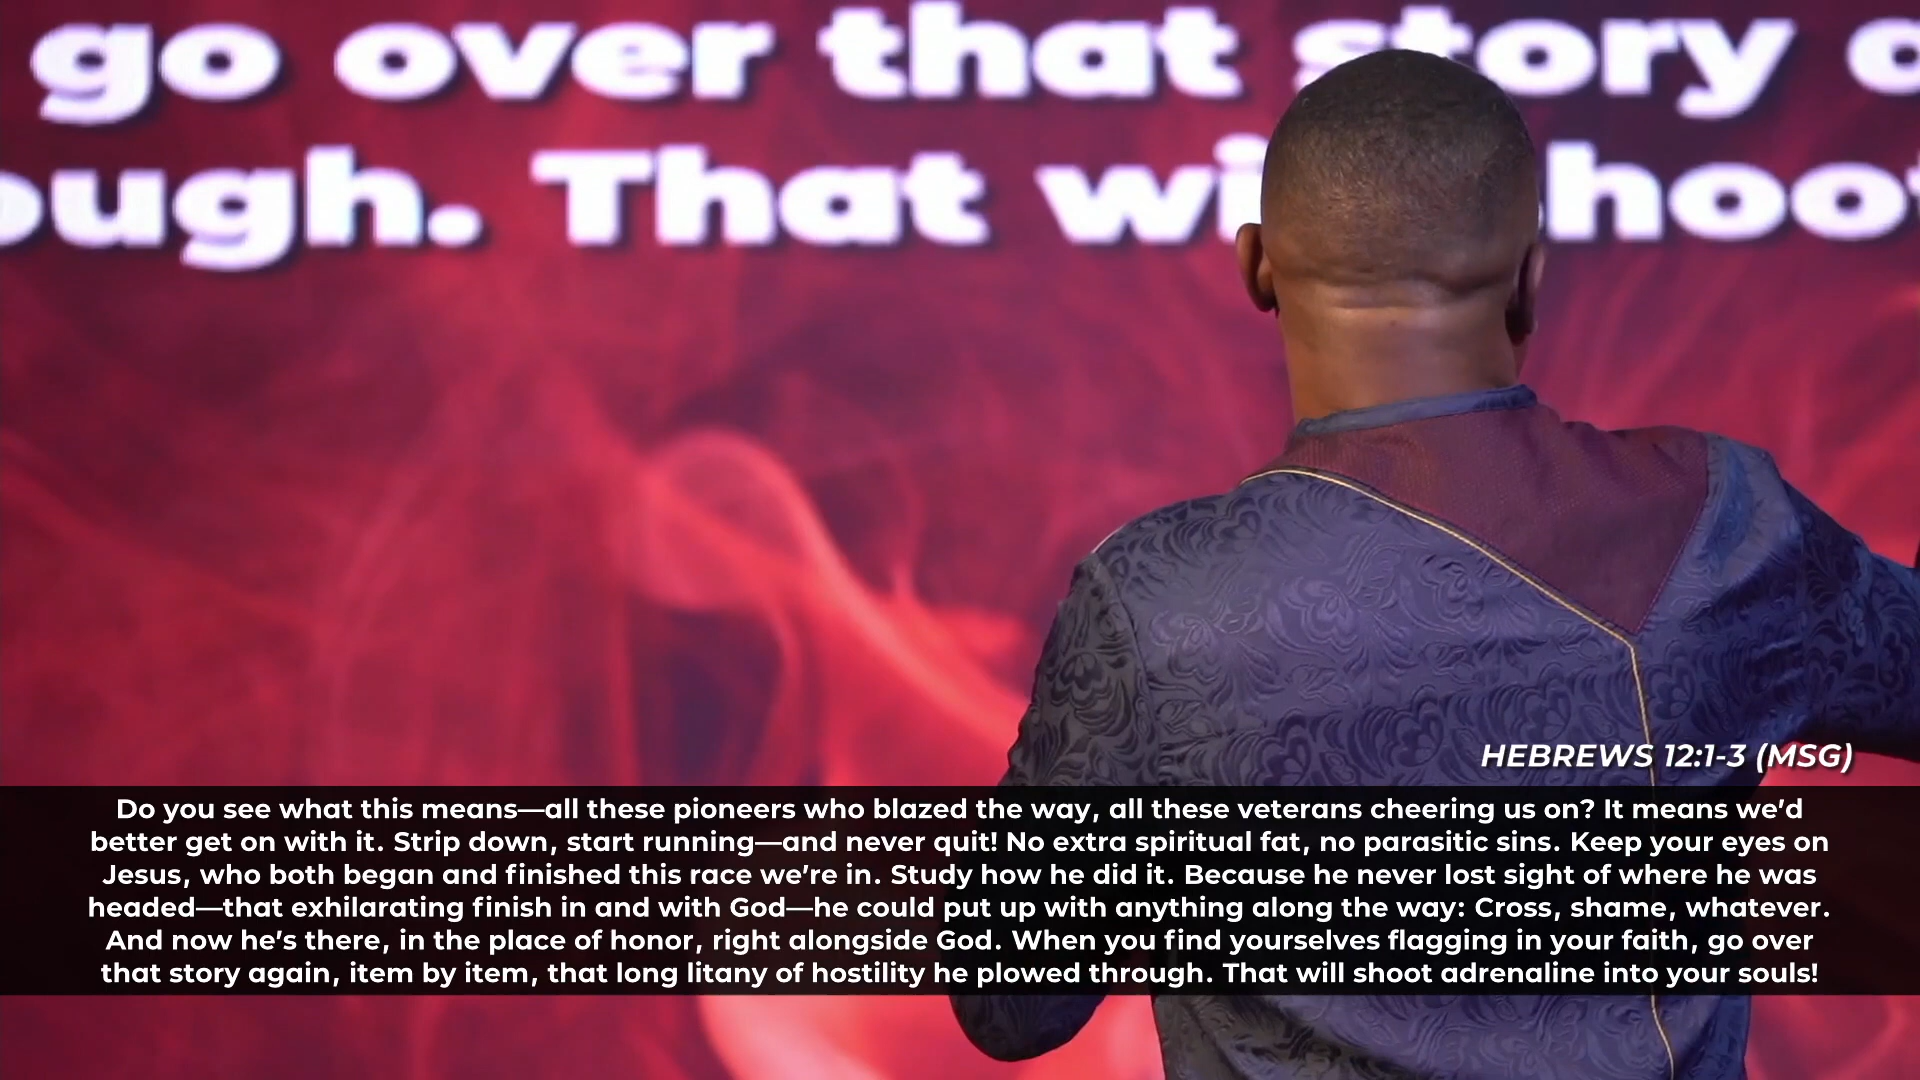 go over that story
ough. That shoot
HEBREWS 12:1-3 (MSG)
Do you see what this means—all these pioneers who blazed the way, all these veterans cheering us on? It means we'd
better get on with it. Strip down, start running—and never quit! No extra spiritual fat, no parasitic sins. Keep your eyes on
Jesus, who both began and finished this race we're in. Study how he did it. Because he never lost sight of where he was
headed—that exhilarating finish in and with God—he could put up with anything along the way: Cross, shame, whatever.
And now he's there, in the place of honor, right alongside God. When you find yourselves flagging in your faith, go over
that story again, item by item, that long litany of hostility he plowed through. That will shoot adrenaline into your souls!